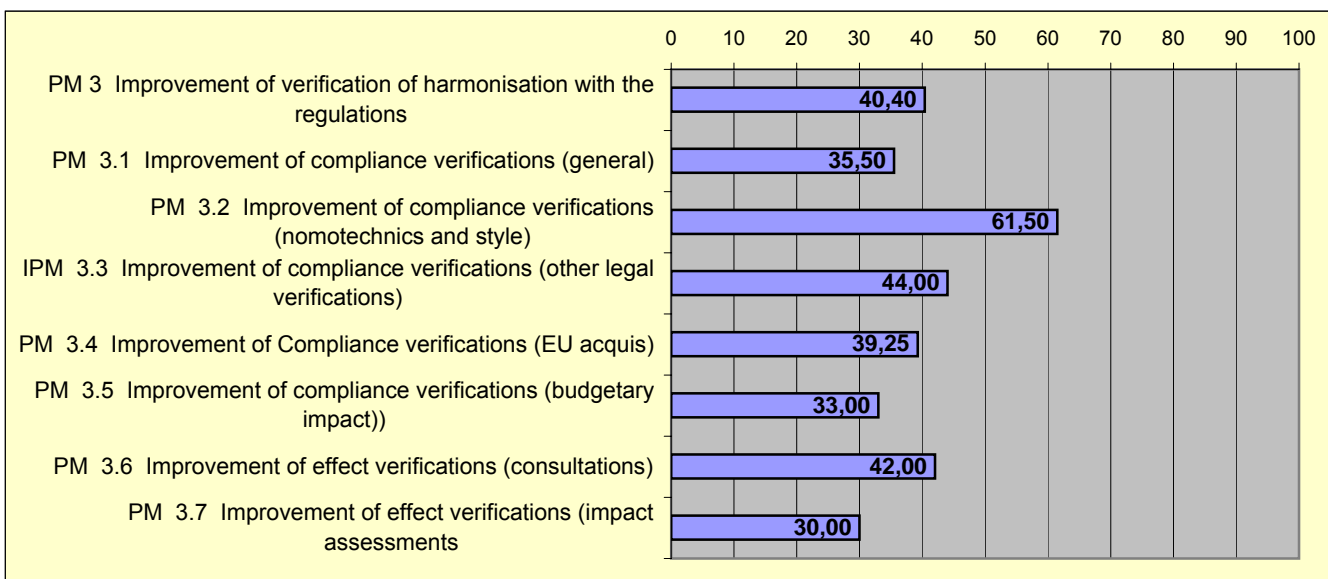 0 10 20 30 40 50 60 70 80 90 100
PM 3 Improvement of verification of harmonisation with the
regulations
40,40
PM 3.1 Improvement of compliance verifications (general)
35,50
PM 3.2 Improvement of compliance verifications
(nomotechnics and style)
61,50
IPM 3.3 Improvement of compliance verifications (other legal
verifications)
44,00
PM 3.4 Improvement of Compliance verifications (EU acquis)
39,25
PM 3.5 Improvement of compliance verifications (budgetary
impact))
33,00
PM 3.6 Improvement of effect verifications (consultations)
42,00
PM 3.7 Improvement of effect verifications (impact
assessments
30,00